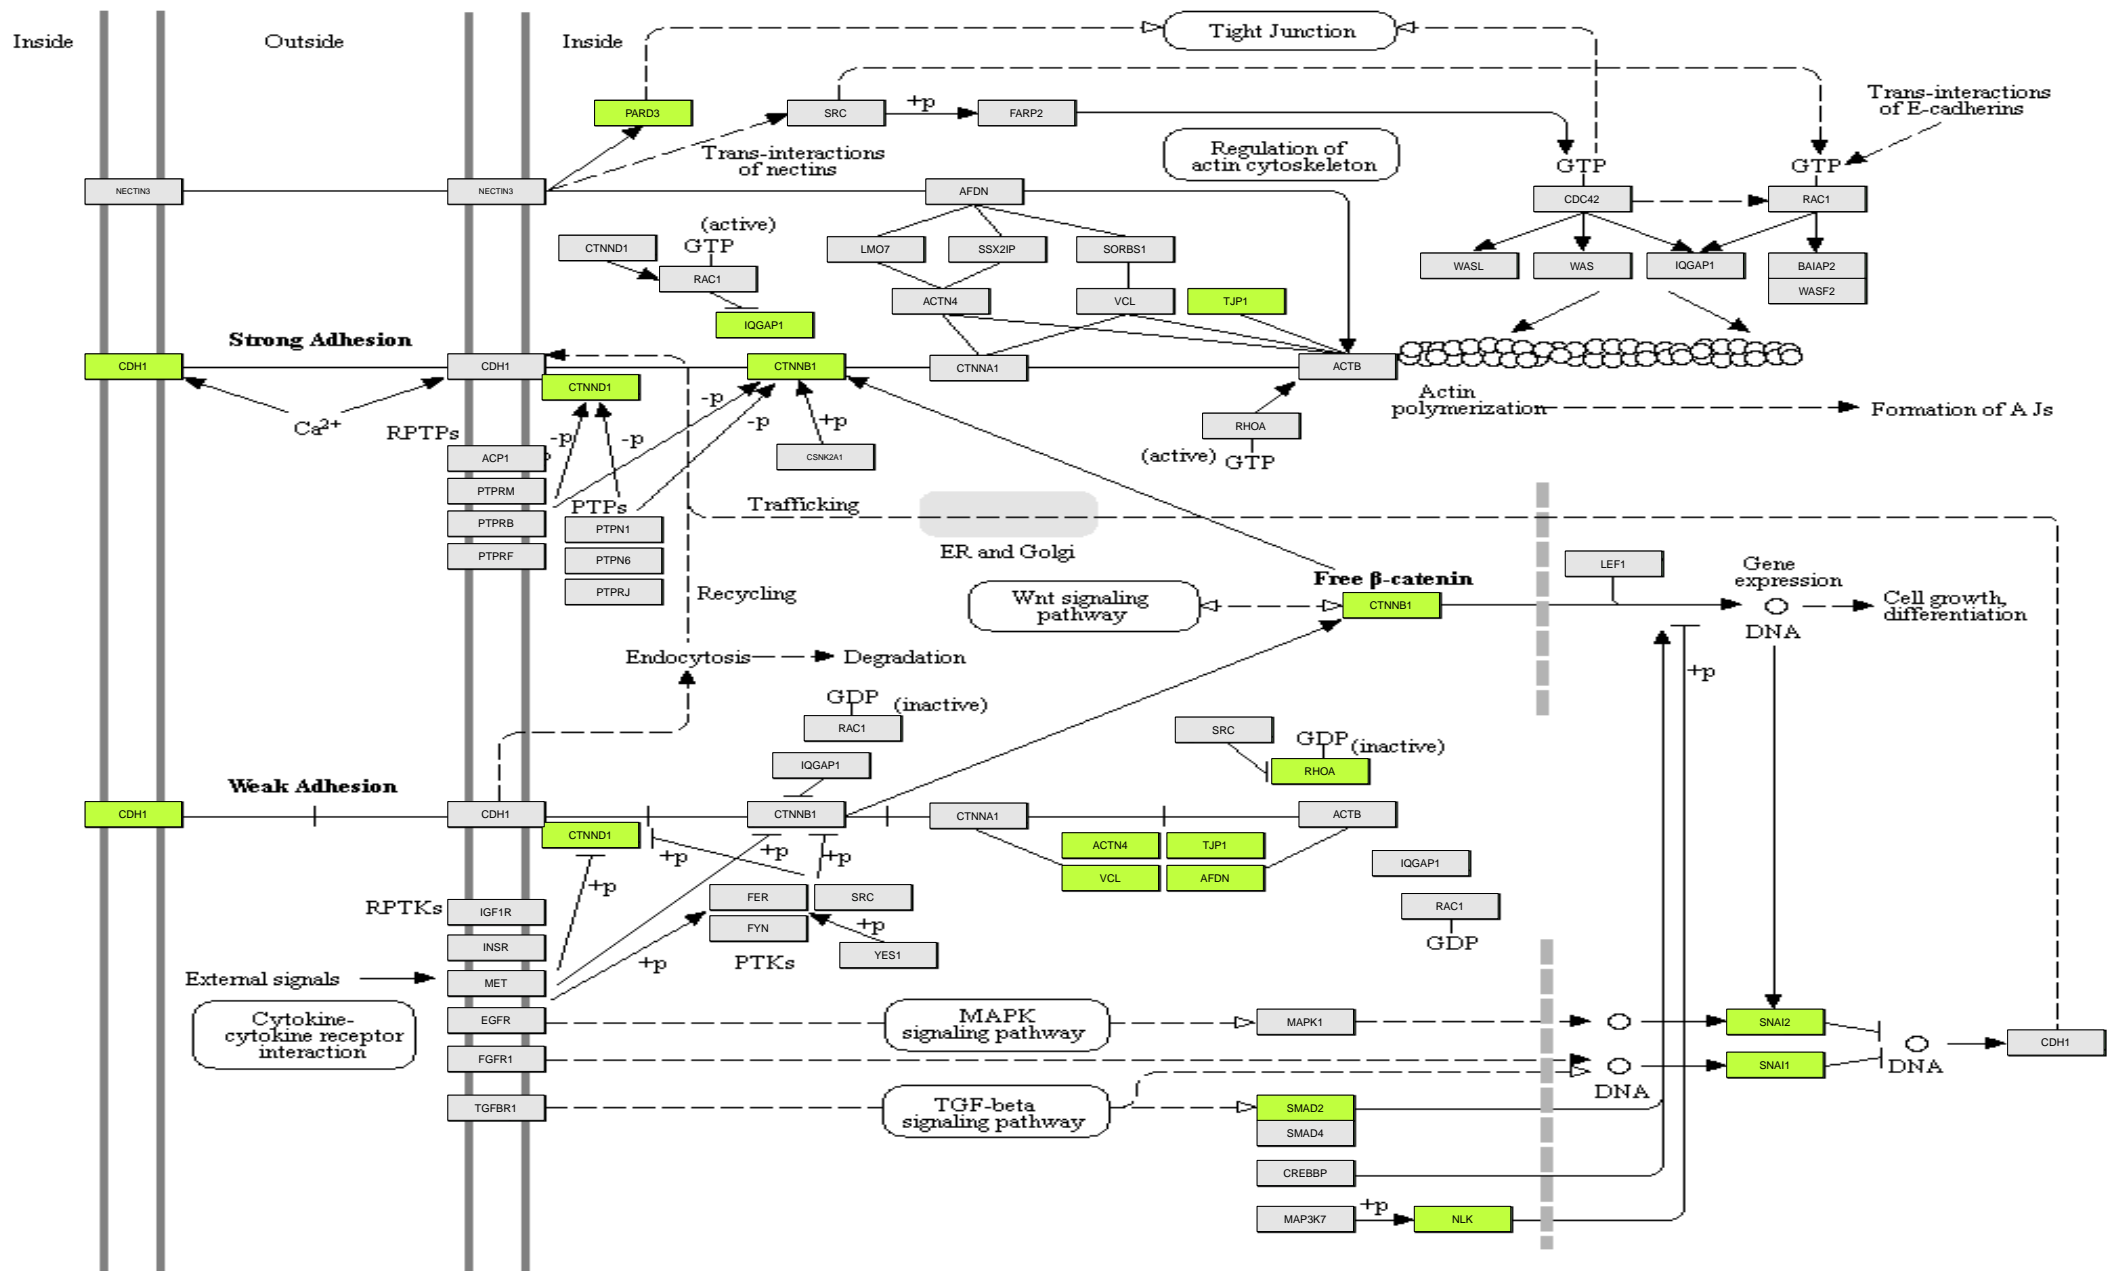 Inside
Outside
Inside
Tight Junction
PARD3
SRC
+p
FARP2
Trans-interactions
of E-cadherins
Trans-interactions
of nectins
Regulation of
actin cytoskeleton
GTP
GTP
NECTIN3
NECTIN3
AFDN
CDC42
RAC1
(active)
GTP
CTNND1
RAC1
LMO7
SSX2IP
SORBS1
WASL
WAS
IQGAP1
BAIAP2
WASF2
ACTN4
VCL
TJP1
IQGAP1
Strong Adhesion
CDH1
CDH1
CTNND1
CTNNB1
CTNNA1
ACTB
Ca2+
-p
-p
-p
-p
+p
Actin
polymerization
Formation of AJs
RPTPs
ACP1
PTPRM
PTPRB
PTPRF
PTPs
PTPN1
PTPN6
PTPRJ
CSNK2A1
RHOA
(active)
GTP
Trafficking
ER and Golgi
Recycling
Free β-catenin
Wnt signaling
pathway
CTNNB1
LEF1
Gene
expression
DNA
Cell growth,
differentiation
Endocytosis
Degradation
+p
GDP
(inactive)
RAC1
IQGAP1
SRC
GDP
(inactive)
RHOA
Weak Adhesion
CDH1
CDH1
CTNND1
CTNNB1
CTNNA1
ACTB
+p
+p
+p
+p
ACTN4
TJP1
VCL
AFDN
IQGAP1
RAC1
GDP
RPTKs
IGF1R
INSR
MET
EGFR
FGFR1
TGFBR1
FER
SRC
FYN
YES1
+p
+p
PTKs
External signals
Cytokine-
cytokine receptor
interaction
MAPK
signaling pathway
MAPK1
SNAI2
SNAI1
DNA
DNA
CDH1
TGF-beta
signaling pathway
SMAD2
SMAD4
CREBBP
MAP3K7
+p
NLK